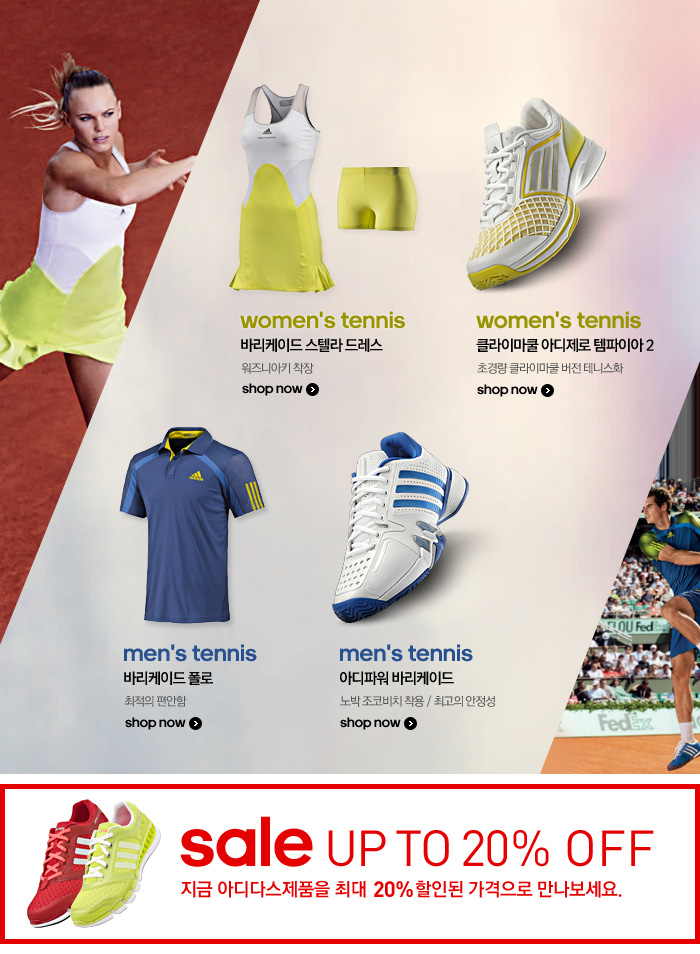 women's tennis
바리케이드 스텔라 드레스
워즈니아키 착장
shop now
women's tennis
클라이마쿨 아디제로 템파이아 2
초경량 클라이마쿨 버전 테니스화
shop now
men's tennis
바리케이드 폴로
최적의 편안함
shop now
men's tennis
아디파워 바리케이드
노박 조코비치 착용 / 최고의 안정성
shop now
FedEx
sale UP TO 20% OFF
지금 아디다스제품을 최대 20%할인된 가격으로 만나보세요.